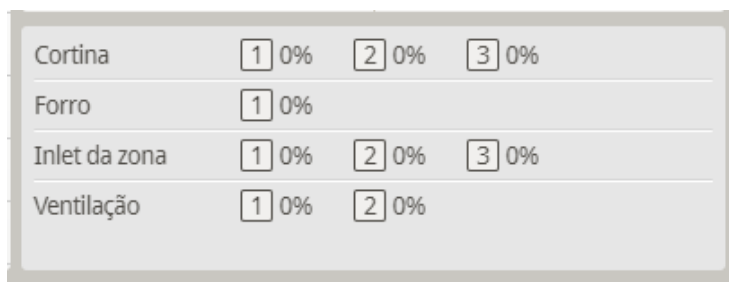 Cortina 1 0% 2 0% 3 0%
Forro 1 0%
Inlet da zona 1 0% 2 0% 3 0%
Ventilação 1 0% 2 0%